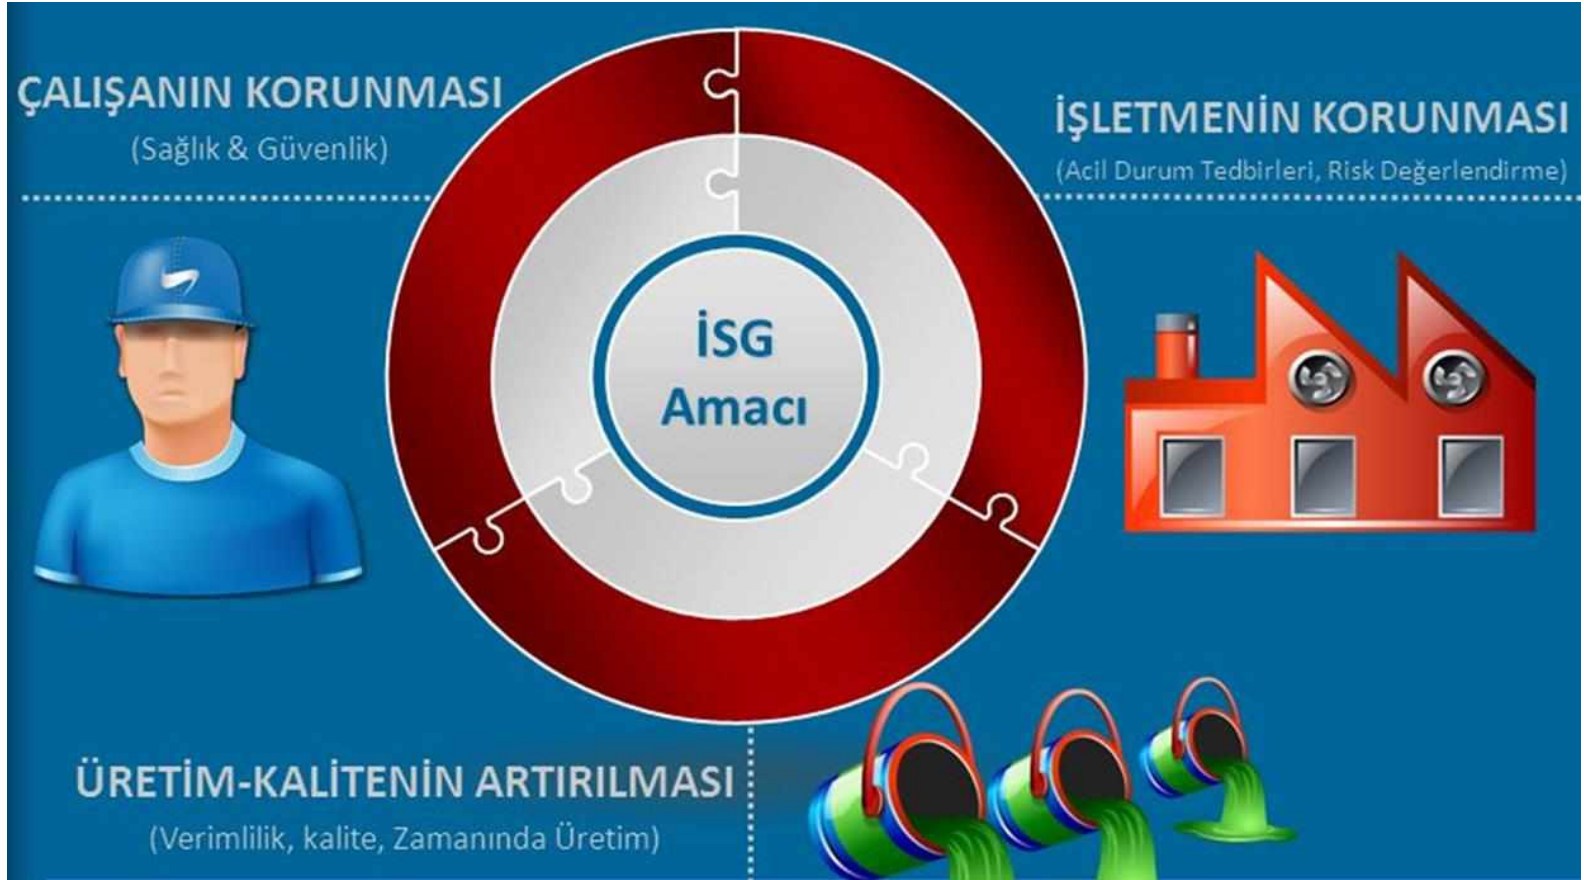 ÇALIŞANIN KORUNMASI
(Sağlık & Güvenlik)
İŞLETMENİN KORUNMASI
(Acil Durum Tedbirleri, Risk Değerlendirme)
İSG
Amacı
ÜRETİM-KALİTENİN ARTIRILMASI
(Verimlilik, kalite, Zamanında Üretim)